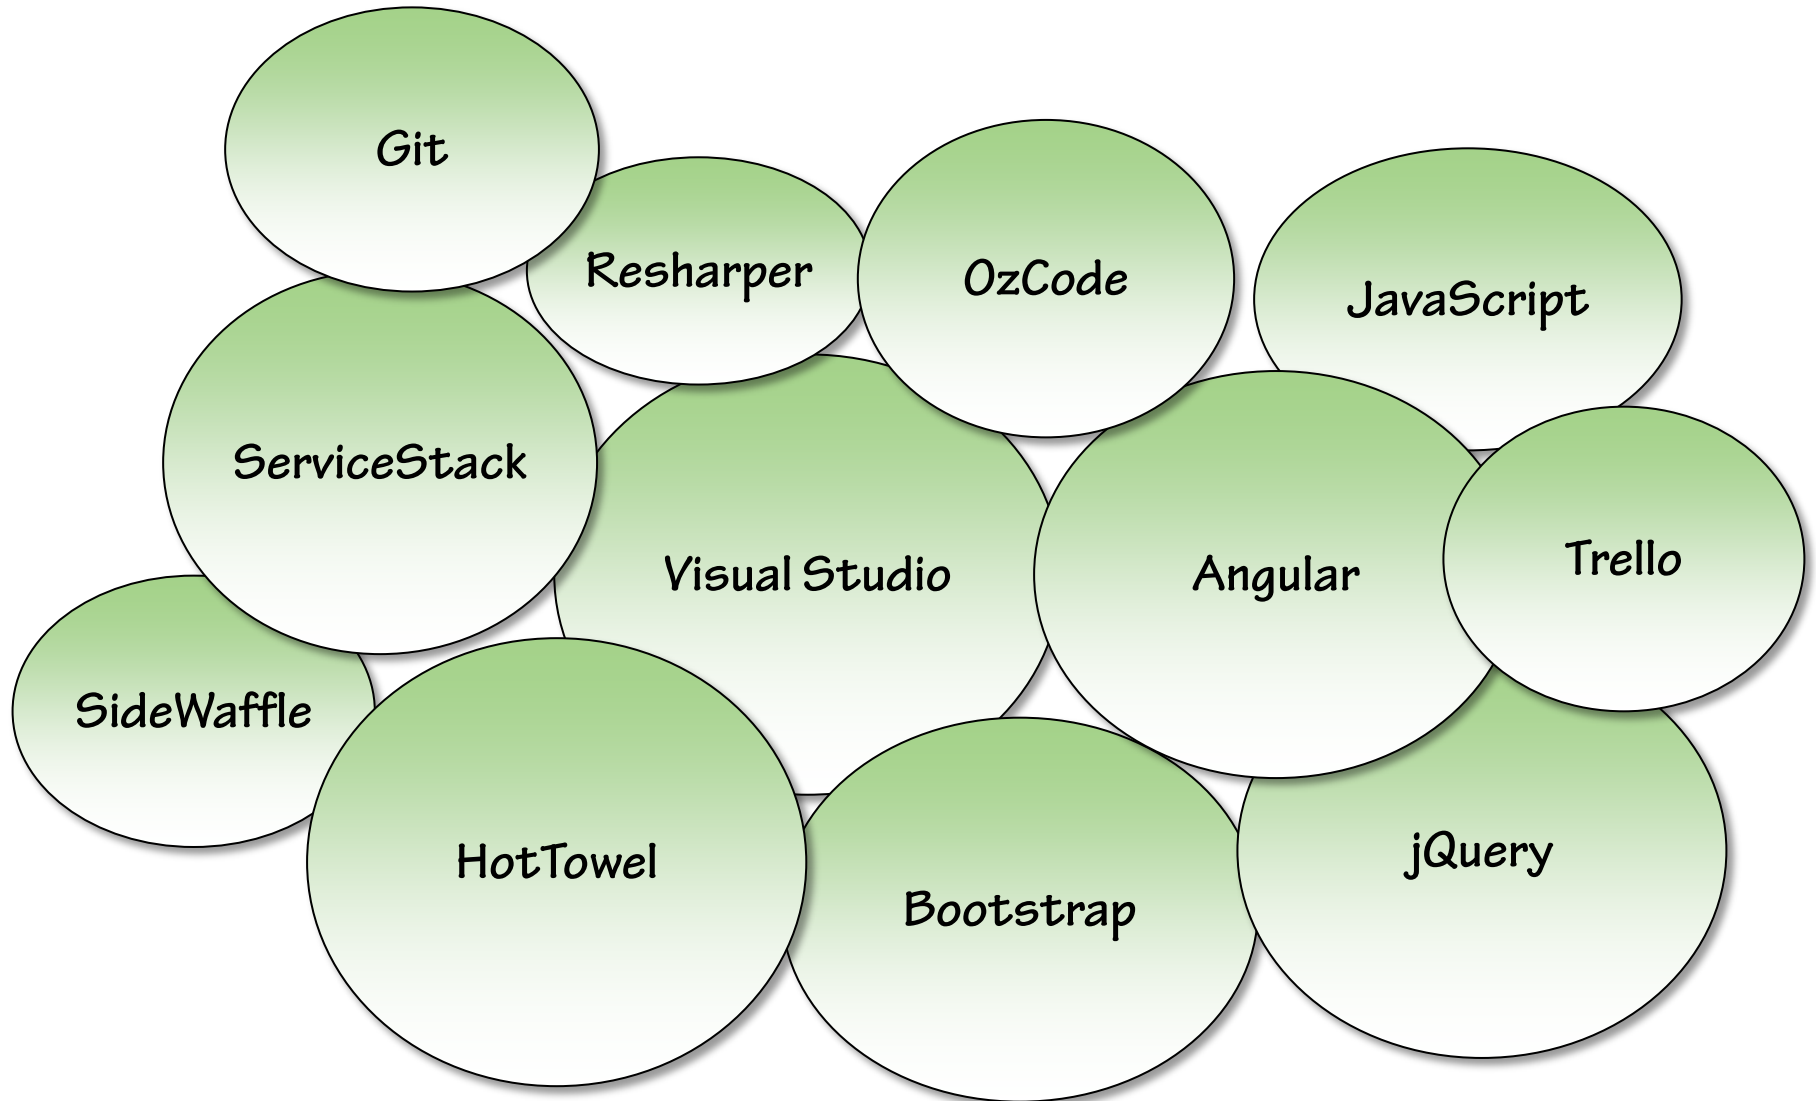 Git
Resharper
OzCode
JavaScript
ServiceStack
Visual Studio
Angular
Trello
SideWaffle
HotTowel
Bootstrap
jQuery